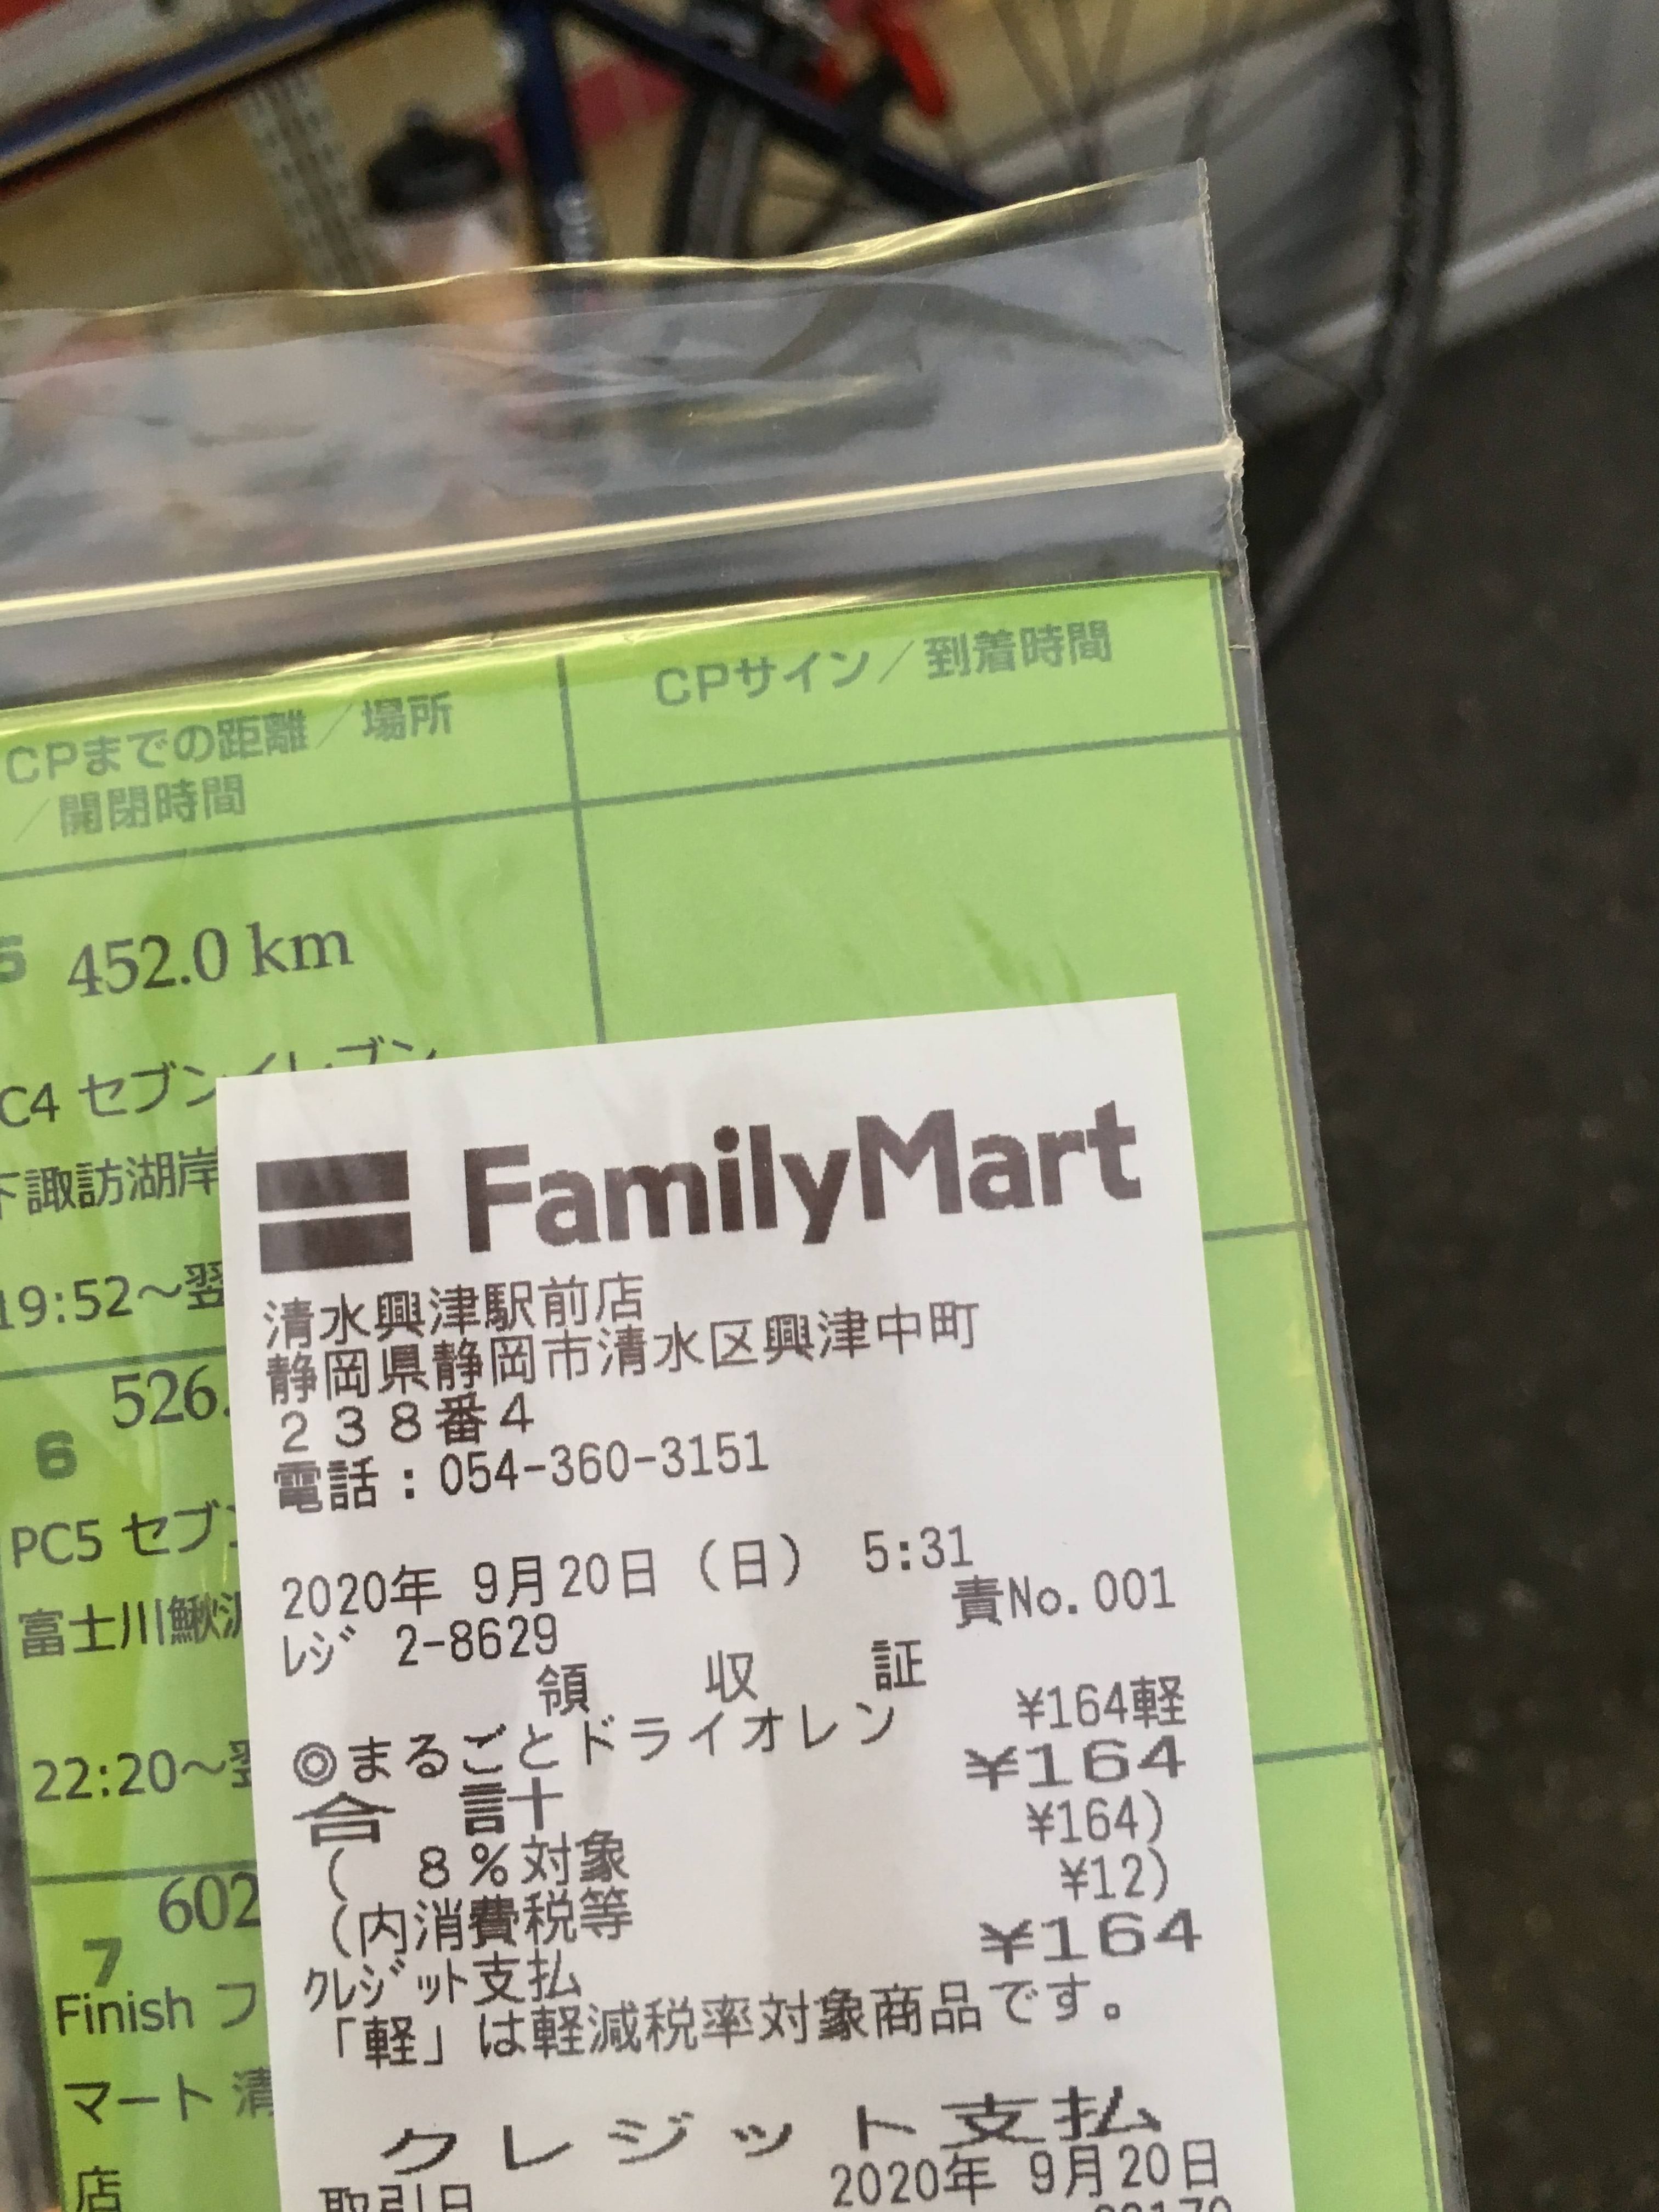 CPまでの距離／場所
／開閉時間
CPサイン／到着時間
5
452.0 km
C4 セブンイレブン
下諏訪湖岸
19:52～翌
526.
6
PC5 セブン
富士川鰍沢
22:20～翌
602
7
Finish フ
マート 清
店
FamilyMart
清水興津駅前店
静岡県静岡市清水区興津中町
２３８番４
電話：054-360-3151
2020年 9月20日（日） 5:31
ﾚｼﾞ 2-8629 責No.001
領 収 証
◎まるごとドライオレン ¥164軽
合 計 ¥164
（ 8％対象 ¥164）
（内消費税等 ¥12）
ｸﾚｼﾞｯﾄ支払 ¥164
「軽」は軽減税率対象商品です。
クレジット支払
取引日 2020年 9月20日